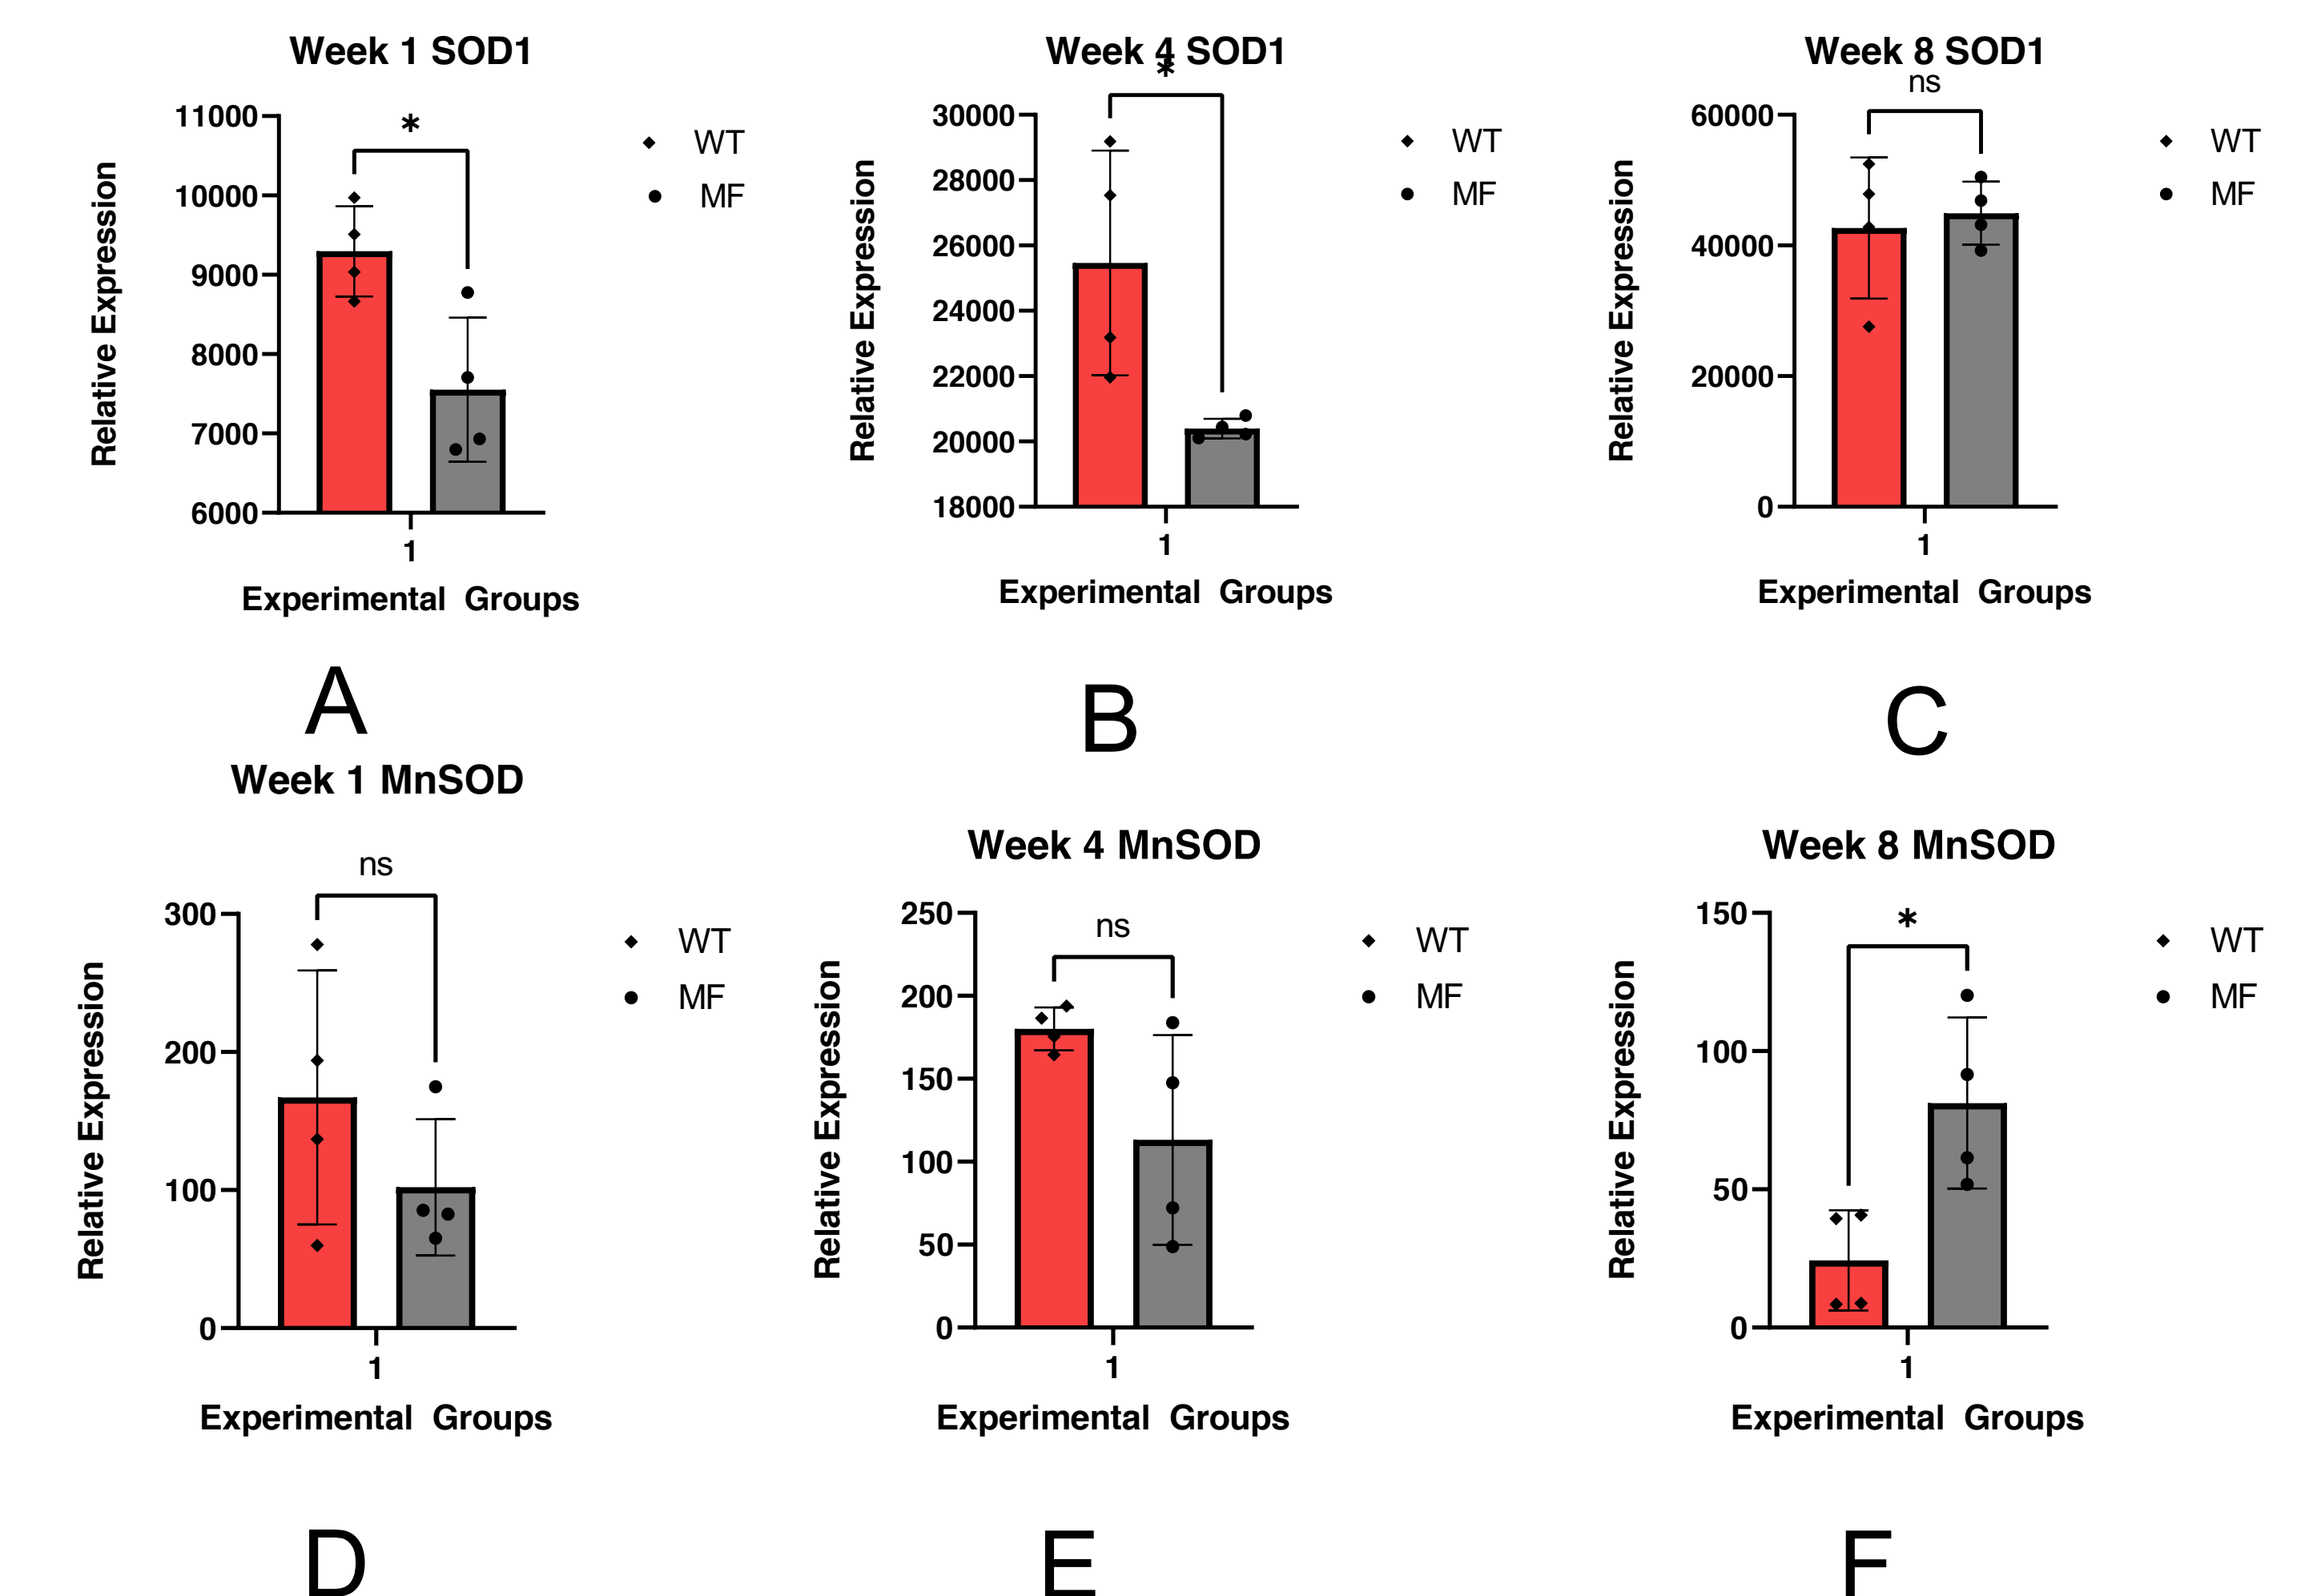 Week 1 SOD1
11000
10000
9000
8000
7000
6000
Relative Expression
*
WT
MF
1
Experimental Groups
A
Week 4 SOD1
30000
28000
26000
24000
22000
20000
18000
Relative Expression
*
WT
MF
1
Experimental Groups
B
Week 8 SOD1
60000
40000
20000
0
Relative Expression
ns
WT
MF
1
Experimental Groups
C
Week 1 MnSOD
300
200
100
0
Relative Expression
ns
WT
MF
1
Experimental Groups
D
Week 4 MnSOD
250
200
150
100
50
0
Relative Expression
ns
WT
MF
1
Experimental Groups
E
Week 8 MnSOD
150
100
50
0
Relative Expression
*
WT
MF
1
Experimental Groups
F